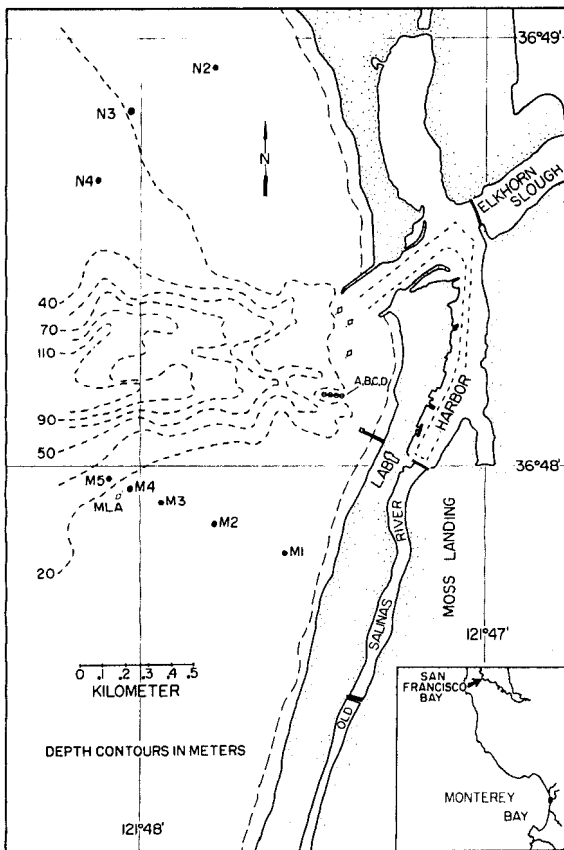 36°49'
N2
N3
N
N4
ELKHORN
SLOUGH
40
70
110
A,B,C,D
90
HARBOR
50
LAB
36°48'
M5
M4
MLA
M3
M2
M1
RIVER
MOSS LANDING
20
SALINAS
121°47'
0 .1 .2 .3 .4 .5
KILOMETER
SAN
FRANCISCO
BAY
OLD
DEPTH CONTOURS IN METERS
MONTEREY
BAY
121°48'